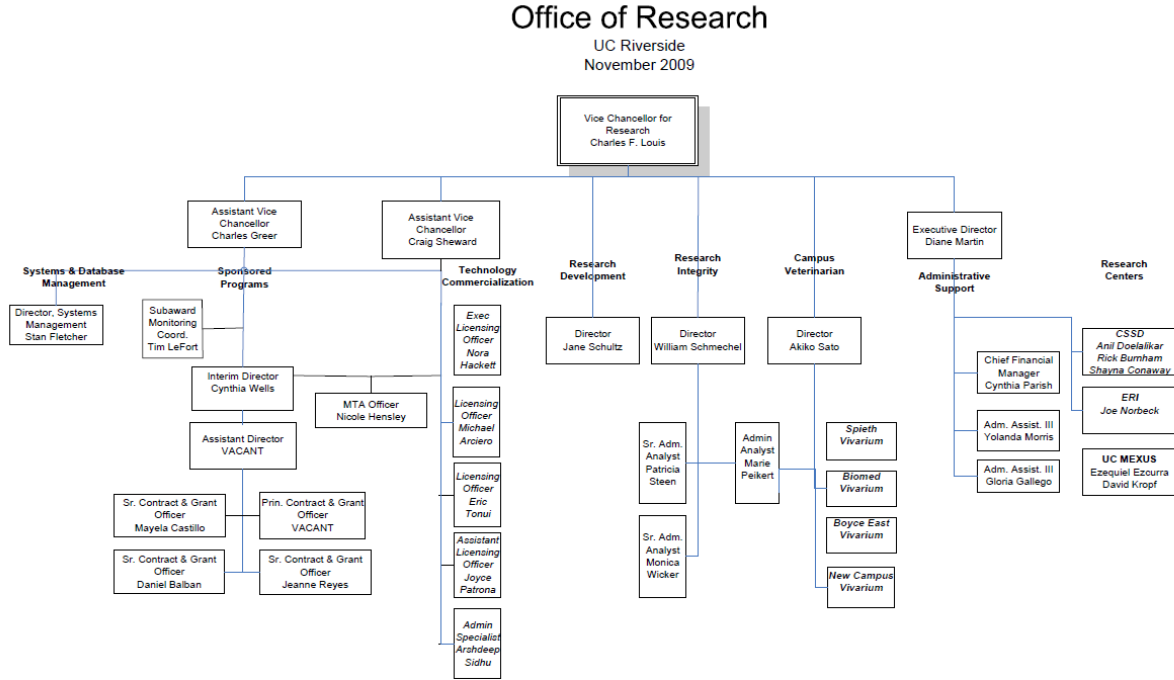 Office of Research
UC Riverside
November 2009
Vice Chancellor for
Research
Charles F. Louis
Assistant Vice
Chancellor
Charles Greer
Assistant Vice
Chancellor
Craig Sheward
Executive Director
Diane Martin
Systems & Database
Management
Sponsored
Programs
Technology
Commercialization
Research
Development
Research
Integrity
Campus
Veterinarian
Administrative
Support
Research
Centers
Director, Systems
Management
Stan Fletcher
Subaward
Monitoring
Coord.
Tim LeFort
Interim Director
Cynthia Wells
MTA Officer
Nicole Hensley
Assistant Director
VACANT
Sr. Contract & Grant
Officer
Mayela Castillo
Prin. Contract & Grant
Officer
VACANT
Sr. Contract & Grant
Officer
Daniel Balban
Sr. Contract & Grant
Officer
Jeanne Reyes
Exec
Licensing
Officer
Nora
Hackett
Licensing
Officer
Michael
Arciero
Licensing
Officer
Eric
Tonui
Assistant
Licensing
Officer
Joyce
Patrona
Admin
Specialist
Arshdeep
Sidhu
Director
Jane Schultz
Director
William Schmechel
Director
Akiko Sato
Sr. Adm.
Analyst
Patricia
Steen
Admin
Analyst
Marie
Peikert
Sr. Adm.
Analyst
Monica
Wicker
Spieth
Vivarium
Biomed
Vivarium
Boyce East
Vivarium
New Campus
Vivarium
Chief Financial
Manager
Cynthia Parish
Adm. Assist. III
Yolanda Morris
Adm. Assist. III
Gloria Gallego
CSSD
Anil Doelalikar
Rick Burnham
Shayna Conaway
ERI
Joe Norbeck
UC MEXUS
Ezequiel Ezcurra
David Kropf